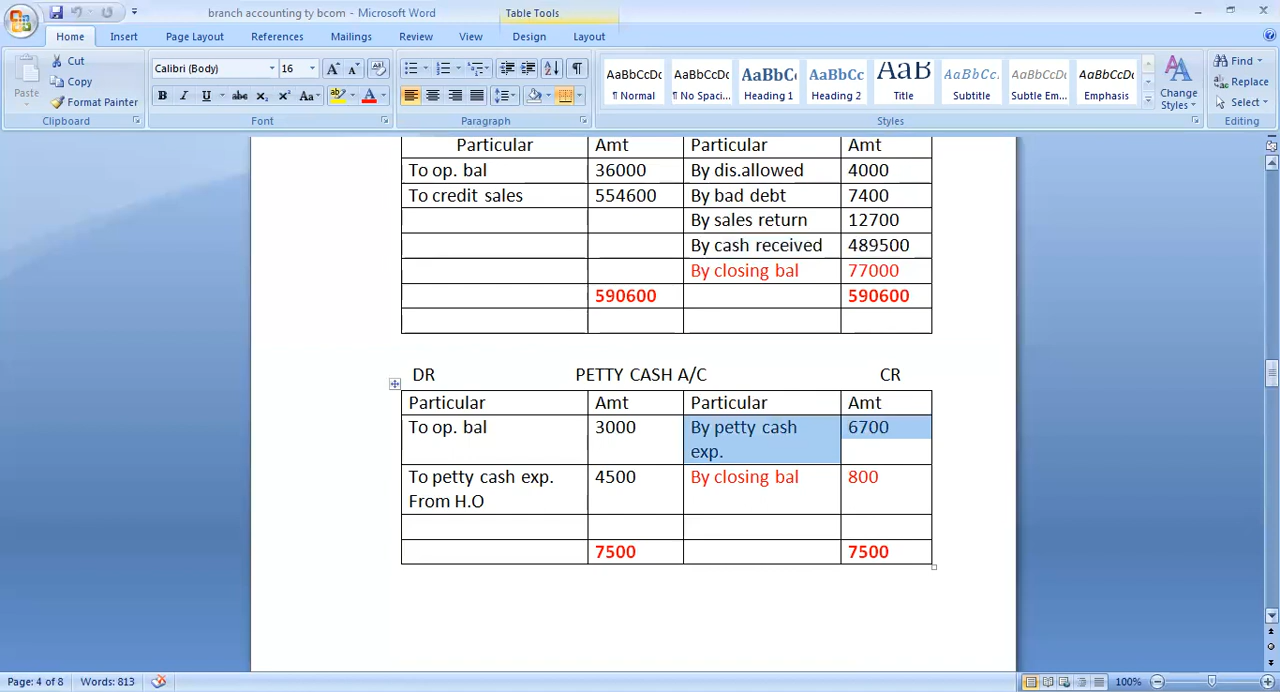 branch accounting ty bcom - Microsoft Word
Table Tools
Home Insert Page Layout References Mailings Review View Design Layout
Paste
Cut
Copy
Format Painter
Clipboard
Calibri (Body) 16
Font
Paragraph
AaBbCcDc AaBbCcDc AaBbC AaBbCc AaB AaBbCc. AaBbCcDc AaBbCcDc
¶ Normal ¶ No Spaci... Heading 1 Heading 2 Title Subtitle Subtle Em... Emphasis
Change
Styles
Styles
Find
Replace
Select
Editing
Particular Amt Particular Amt
To op. bal 36000 By dis.allowed 4000
To credit sales 554600 By bad debt 7400
By sales return 12700
By cash received 489500
By closing bal 77000
590600 590600
DR PETTY CASH A/C CR
Particular Amt Particular Amt
To op. bal 3000 By petty cash 6700
exp.
To petty cash exp. 4500 By closing bal 800
From H.O
7500 7500
Page: 4 of 8 Words: 813 100%